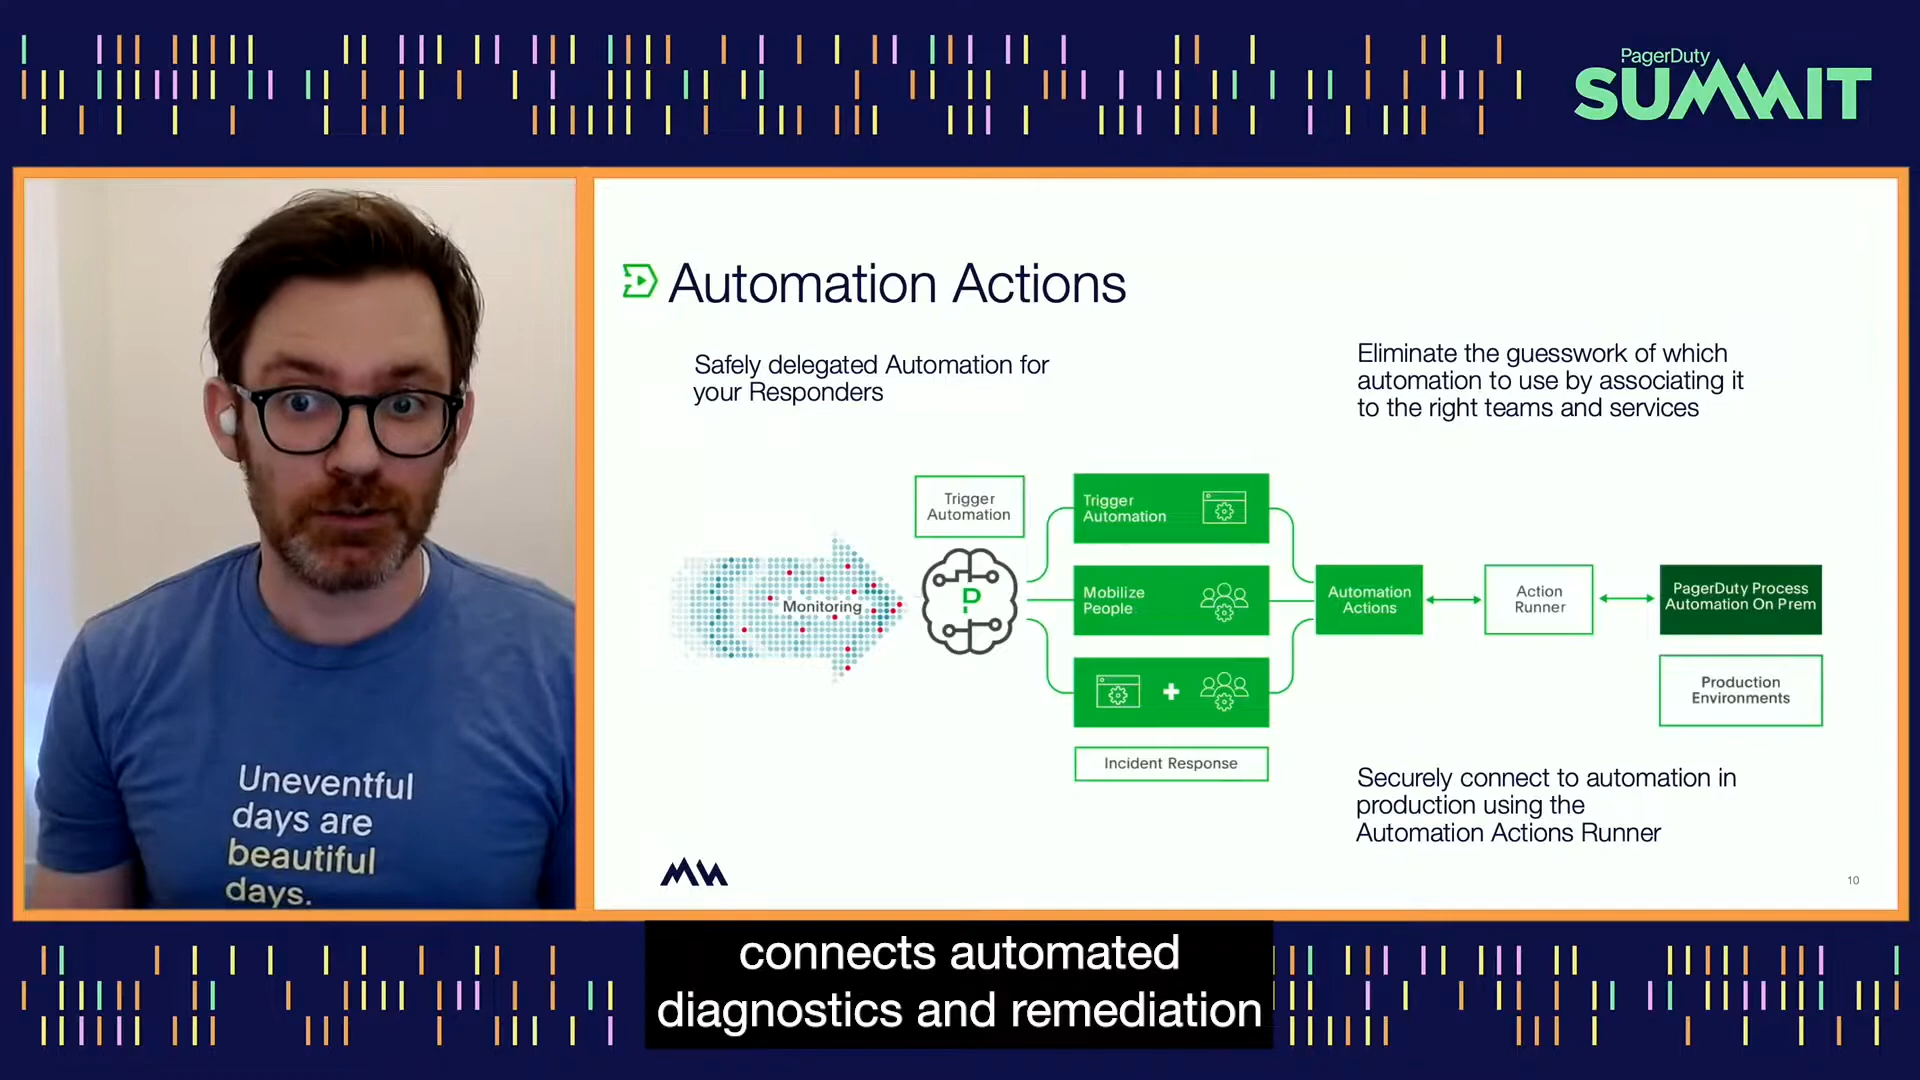 PagerDuty
SUMMIT
Automation Actions
Safely delegated Automation for
your Responders
Eliminate the guesswork of which
automation to use by associating it
to the right teams and services
Trigger
Automation
Trigger
Automation
Monitoring
P
Mobilize
People
Automation
Actions
Action
Runner
PagerDuty Process
Automation On Prem
Production
Environments
Incident Response
Securely connect to automation in
production using the
Automation Actions Runner
10
Uneventful
days are
beautiful
days.
connects automated
diagnostics and remediation